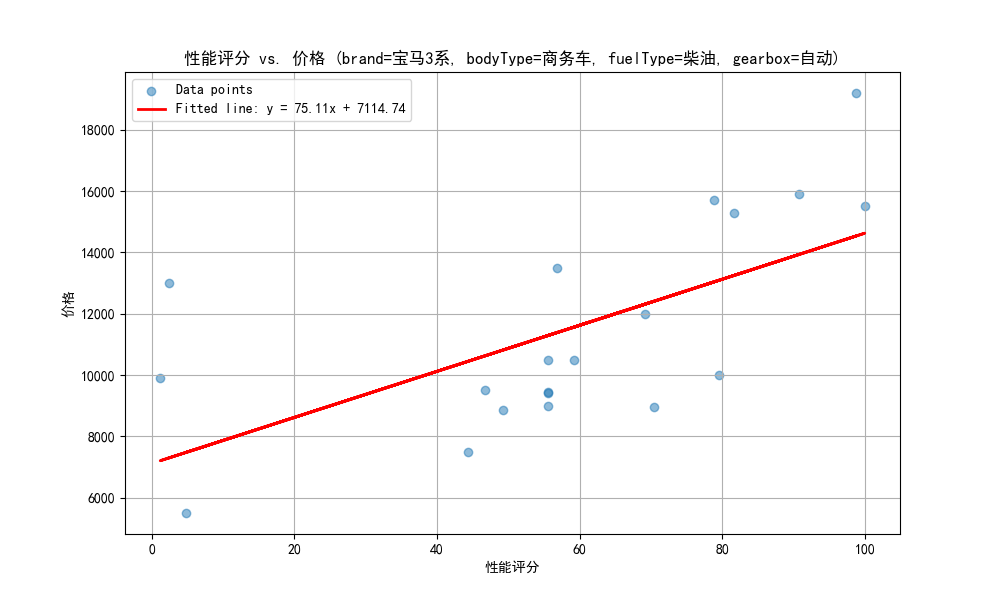 性能评分 vs. 价格 (brand=宝马3系, bodyType=商务车, fuelType=柴油, gearbox=自动)
Data points
Fitted line: y = 75.11x + 7114.74
18000
16000
14000
12000
10000
8000
6000
价格
0 20 40 60 80 100
性能评分